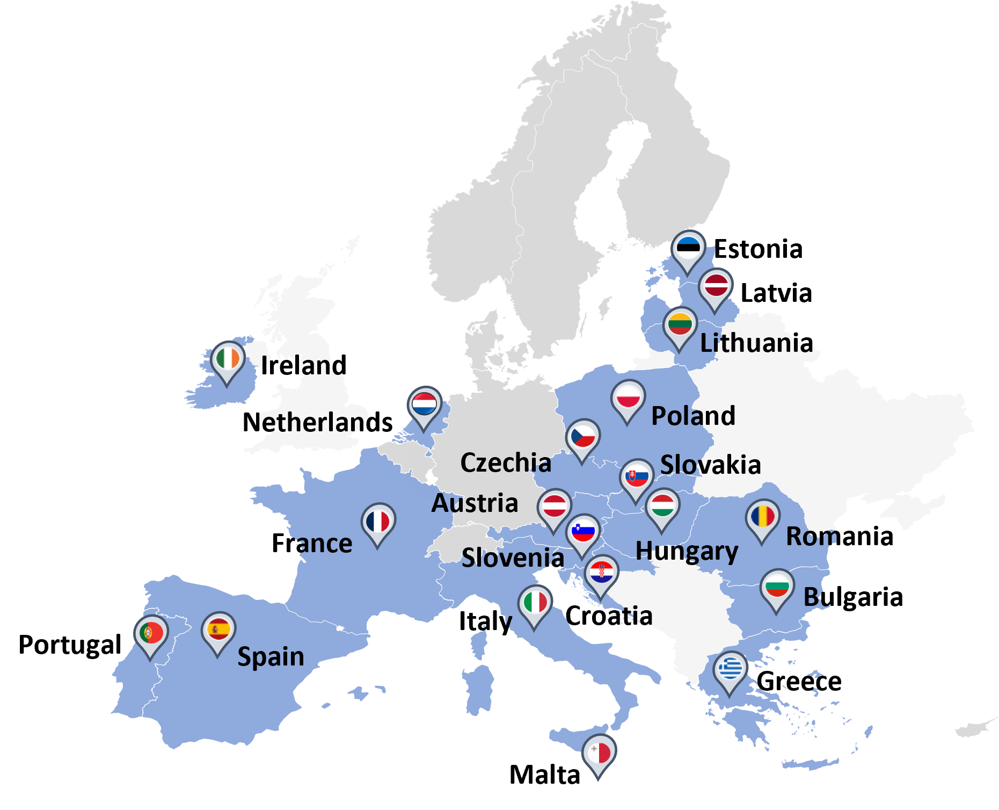 Estonia
Latvia
Lithuania
Ireland
Netherlands
Poland
Czechia
Slovakia
Austria
France
Romania
Hungary
Slovenia
Bulgaria
Croatia
Italy
Portugal
Spain
Greece
Malta